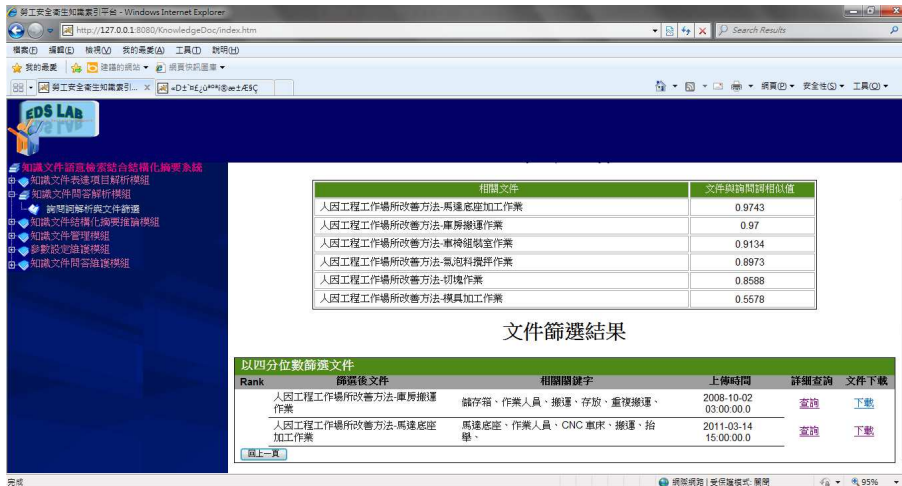 勞工安全衛生知識索引平台 - Windows Internet Explorer
http://127.0.0.1:8080/KnowledgeDoc/index.htm
Search Results
檔案(F) 編輯(E) 檢視(V) 我的最愛(A) 工具(T) 說明(H)
我的最愛 建議的網站 網頁快訊圖庫
勞工安全衛生知識索引...
網頁(P) 安全性(S) 工具(O)
EDS LAB
知識文件語意檢索結合結構化摘要系統
知識文件表達項目解析模組
知識文件問答解析模組
詢問詞解析與文件篩選
知識文件結構化摘要推論模組
知識文件管理模組
參數設定維護模組
知識文件問答維護模組
相關文件 文件與詢問詞相似值
人因工程工作場所改善方法-馬達底座加工作業 0.9743
人因工程工作場所改善方法-庫房搬運作業 0.97
人因工程工作場所改善方法-車椅組裝室作業 0.9134
人因工程工作場所改善方法-氮泡料攪拌作業 0.8973
人因工程工作場所改善方法-切塊作業 0.8588
人因工程工作場所改善方法-模具加工作業 0.5578
文件篩選結果
以四分位數篩選文件
Rank 篩選後文件 相關關鍵字 上傳時間 詳細查詢 文件下載
人因工程工作場所改善方法-庫房搬運 儲存箱、作業人員、搬運、存放、重複搬運、 2008-10-02 查詢 下載
作業 03:00:00.0
人因工程工作場所改善方法-馬達底座 馬達底座、作業人員、CNC 車床、搬運、抬 2011-03-14 查詢 下載
加工作業 舉、 15:00:00.0
回上一頁
完成 網際網路 | 受保護模式: 關閉 95%